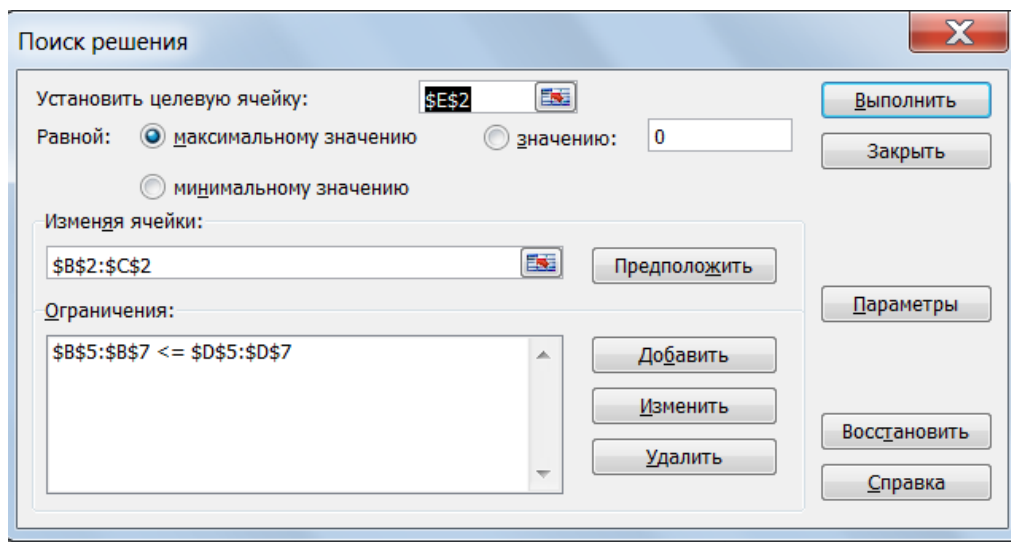 Поиск решения
Установить целевую ячейку: $E$2
Выполнить
Равной: максимальному значению значению: 0
Закрыть
минимальному значению
Изменяя ячейки:
$B$2:$C$2
Предположить
Ограничения:
Параметры
$B$5:$B$7 <= $D$5:$D$7
Добавить
Изменить
Восстановить
Удалить
Справка